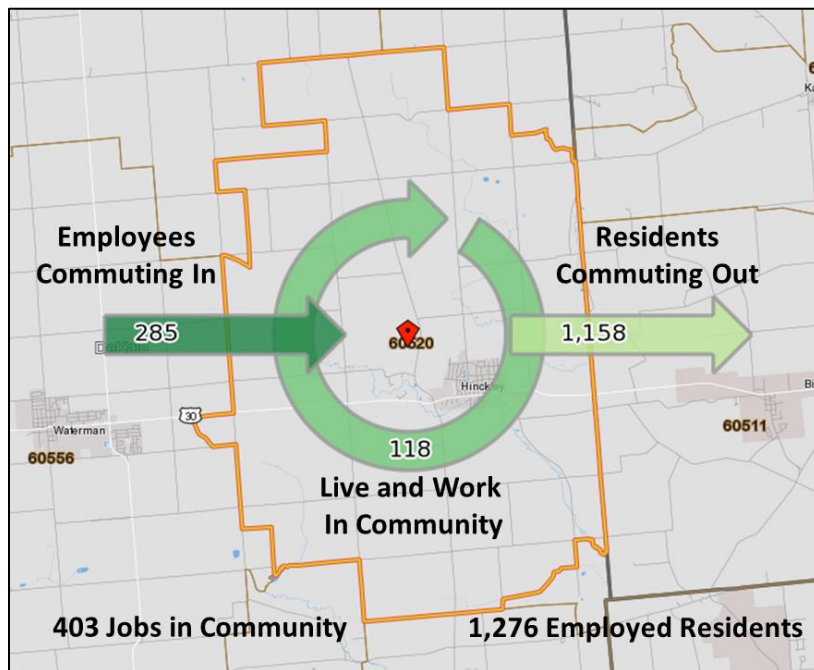 Employees
Commuting In
Residents
Commuting Out
285
1,158
60520
Hinckley
30
Waterman
60556
60511
118
Live and Work
In Community
403 Jobs in Community
1,276 Employed Residents